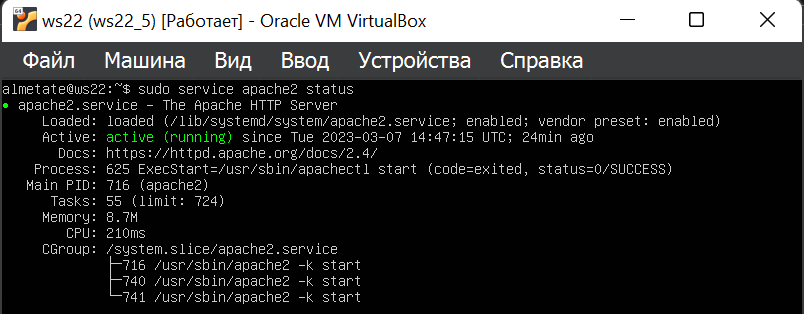 ws22 (ws22_5) [Работает] - Oracle VM VirtualBox
Файл Машина Вид Ввод Устройства Справка
almetate@ws22:~$ sudo service apache2 status
● apache2.service - The Apache HTTP Server
Loaded: loaded (/lib/systemd/system/apache2.service; enabled; vendor preset: enabled)
Active: active (running) since Tue 2023-03-07 14:47:15 UTC; 24min ago
Docs: https://httpd.apache.org/docs/2.4/
Process: 625 ExecStart=/usr/sbin/apachectl start (code=exited, status=0/SUCCESS)
Main PID: 716 (apache2)
Tasks: 55 (limit: 724)
Memory: 8.7M
CPU: 210ms
CGroup: /system.slice/apache2.service
├─716 /usr/sbin/apache2 -k start
├─740 /usr/sbin/apache2 -k start
└─741 /usr/sbin/apache2 -k start